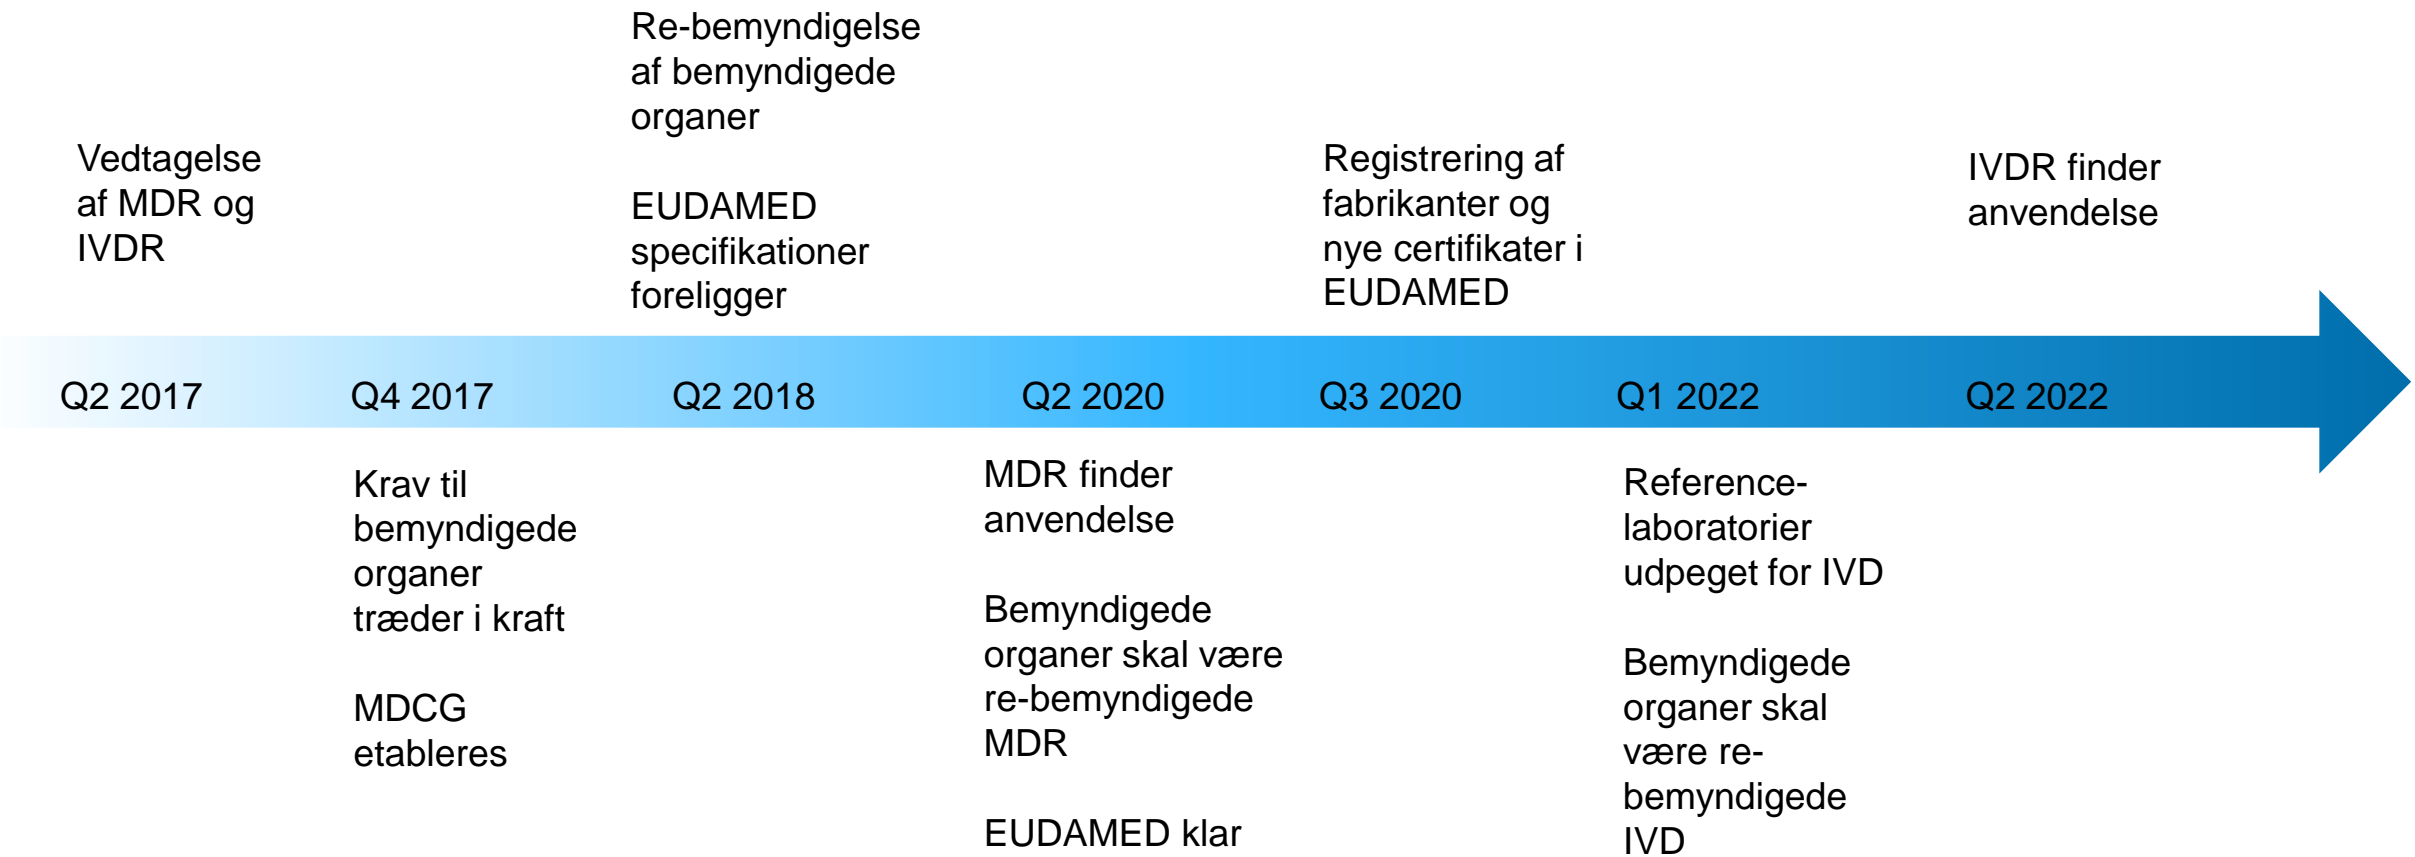 Re-bemyndigelse
af bemyndigede
organer
EUDAMED
specifikationer
foreligger
Vedtagelse
af MDR og
IVDR
Registrering af
fabrikanter og
nye certifikater i
EUDAMED
IVDR finder
anvendelse
Q2 2017
Q4 2017
Q2 2018
Q2 2020
Q3 2020
Q1 2022
Q2 2022
Krav til
bemyndigede
organer
træder i kraft
MDCG
etableres
MDR finder
anvendelse
Bemyndigede
organer skal være
re-bemyndigede
MDR
EUDAMED klar
Reference-
laboratorier
udpeget for IVD
Bemyndigede
organer skal
være re-
bemyndigede
IVD